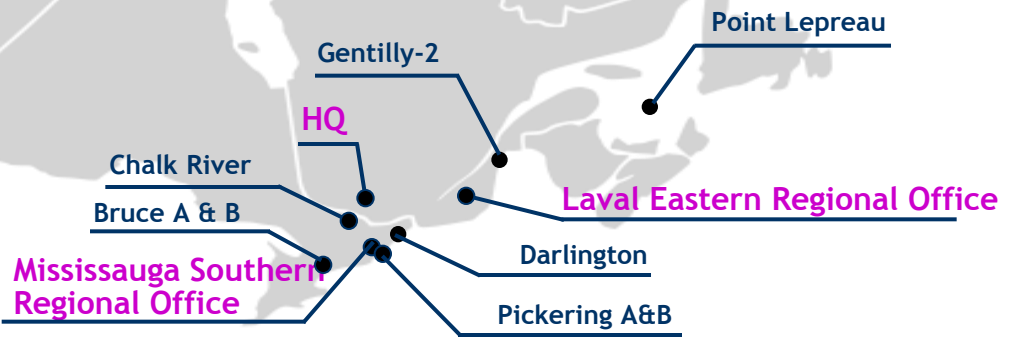 Point Lepreau
Gentilly-2
HQ
Chalk River
Laval Eastern Regional Office
Bruce A & B
Darlington
Mississauga Southern
Regional Office
Pickering A&B